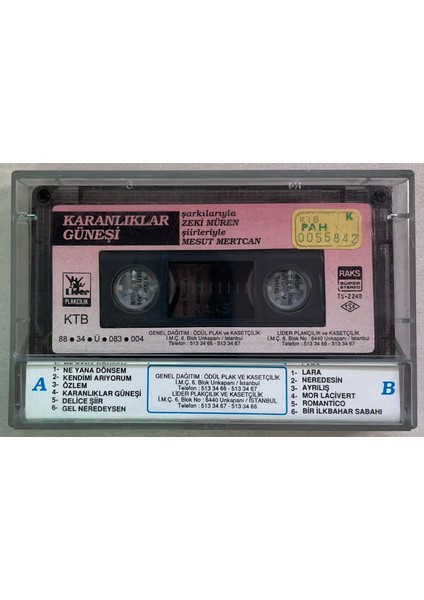 KARANLIKLAR
GÜNEŞİ
şarkılarıyla
ZEKİ MÜREN
şiirleriyle
MESUT MERTCAN
KTB K
PAH
0055842
Lider
PLAKÇILIK
KTB
88 • 34 • Ü • 083 • 004
RAKS
RAKS
SUPER
STEREO
TS-2240
TSE
GENEL DAĞITIM : ÖDÜL PLAK ve KASETÇİLİK
İ.M.Ç. 6. Blok Unkapanı / İstanbul
Telefon : 513 34 67 - 513 34 66
LİDER PLAKÇILIK VE KASETÇİLİK
İ.M.Ç. 6. Blok No : 6440 Unkapanı / İstanbul
Telefon : 513 34 66 - 513 34 67
A
1- NE YANA DÖNSEM
2- KENDİMİ ARIYORUM
3- ÖZLEM
4- KARANLIKLAR GÜNEŞİ
5- DELİCE ŞİİR
6- GEL NEREDEYSEN
GENEL DAĞITIM : ÖDÜL PLAK VE KASETÇİLİK
İ.M.Ç. 6. Blok Unkapanı / İstanbul
Telefon : 513 34 67 - 513 34 66
LİDER PLAKÇILIK VE KASETÇİLİK
İ.M.Ç. 6. Blok No : 6440 Unkapanı / İSTANBUL
Telefon : 513 34 66 - 513 34 67
B
1- LARA
2- NEREDESİN
3- AYRILIŞ
4- MOR LACİVERT
5- ROMANTİCO
6- BİR İLKBAHAR SABAHI